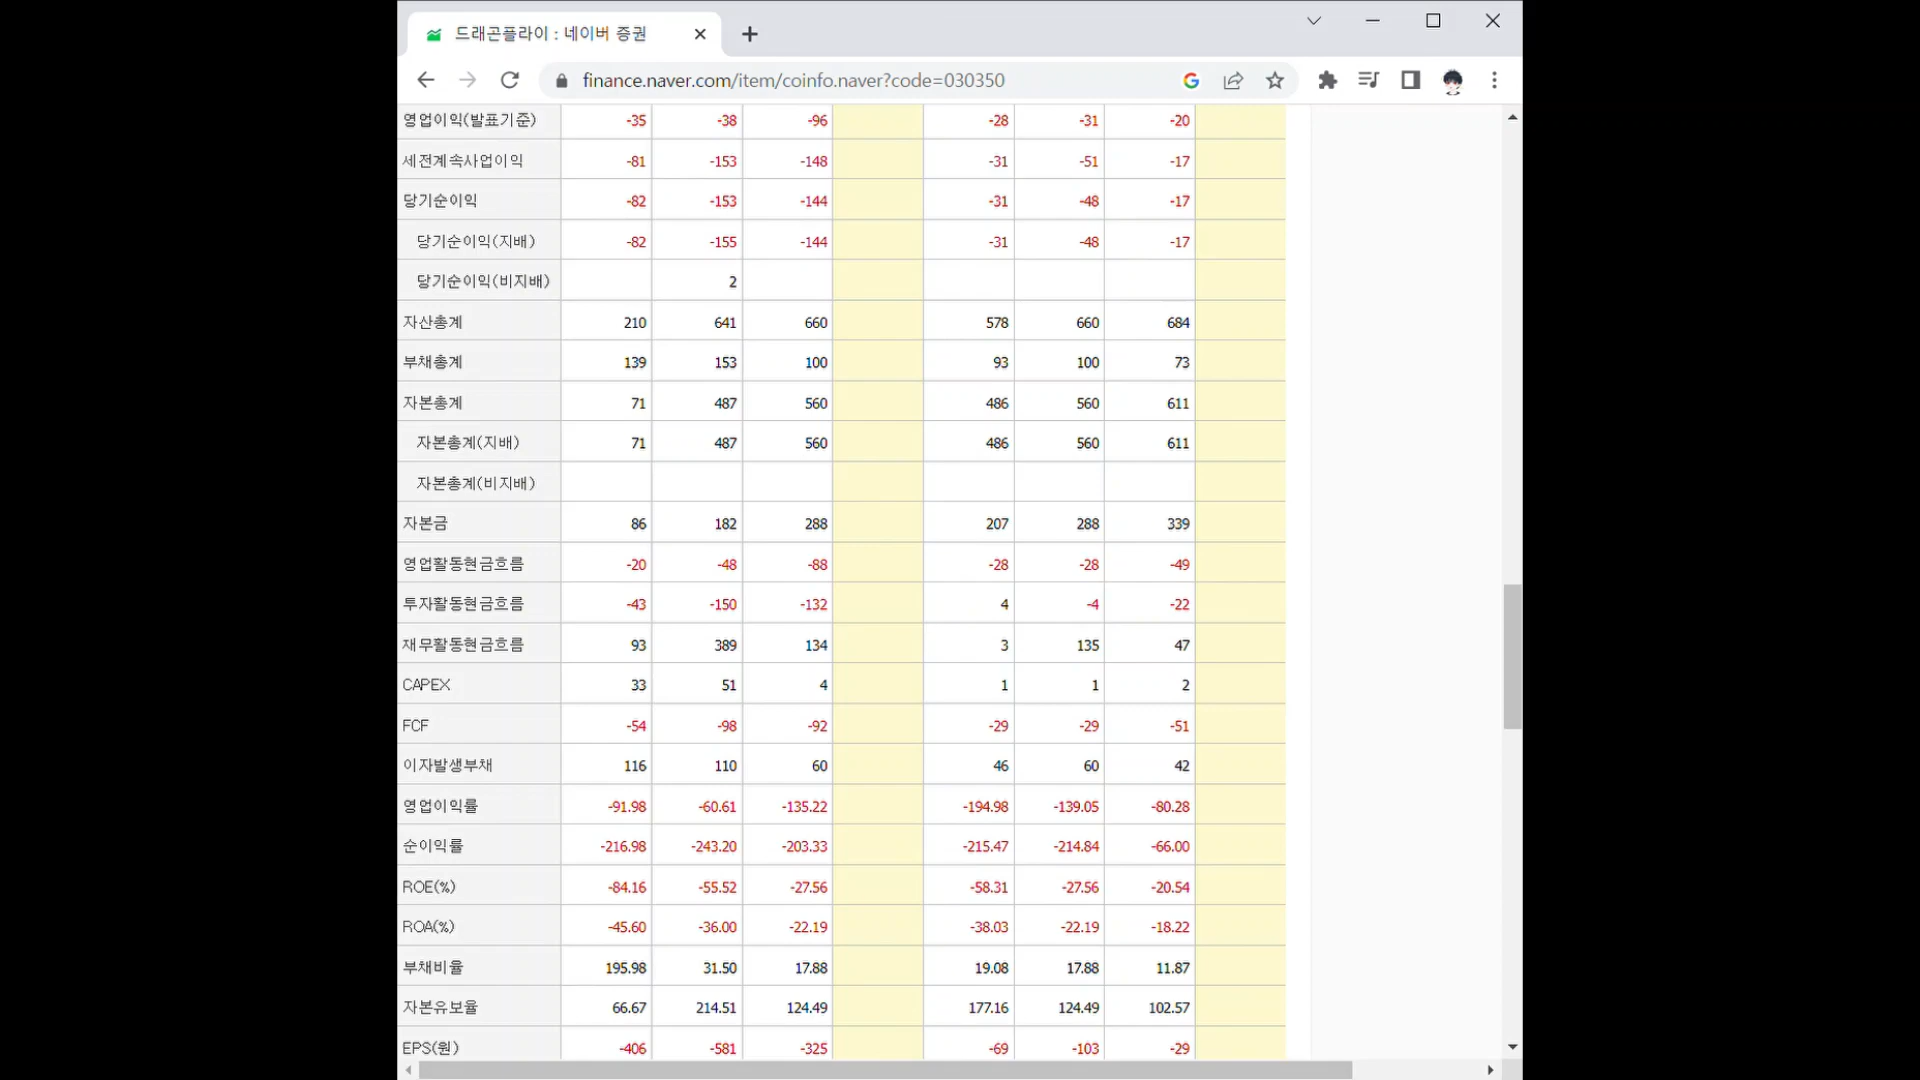 드래곤플라이 : 네이버 증권
finance.naver.com/item/coinfo.naver?code=030350
영업이익(발표기준) -35 -38 -96 -28 -31 -20
세전계속사업이익 -81 -153 -148 -31 -51 -17
당기순이익 -82 -153 -144 -31 -48 -17
당기순이익(지배) -82 -155 -144 -31 -48 -17
당기순이익(비지배) 2
자산총계 210 641 660 578 660 684
부채총계 139 153 100 93 100 73
자본총계 71 487 560 486 560 611
자본총계(지배) 71 487 560 486 560 611
자본총계(비지배)
자본금 86 182 288 207 288 339
영업활동현금흐름 -20 -48 -88 -28 -28 -49
투자활동현금흐름 -43 -150 -132 4 -4 -22
재무활동현금흐름 93 389 134 3 135 47
CAPEX 33 51 4 1 1 2
FCF -54 -98 -92 -29 -29 -51
이자발생부채 116 110 60 46 60 42
영업이익률 -91.98 -60.61 -135.22 -194.98 -139.05 -80.28
순이익률 -216.98 -243.20 -203.33 -215.47 -214.84 -66.00
ROE(%) -84.16 -55.52 -27.56 -58.31 -27.56 -20.54
ROA(%) -45.60 -36.00 -22.19 -38.03 -22.19 -18.22
부채비율 195.98 31.50 17.88 19.08 17.88 11.87
자본유보율 66.67 214.51 124.49 177.16 124.49 102.57
EPS(원) -406 -581 -325 -69 -103 -29